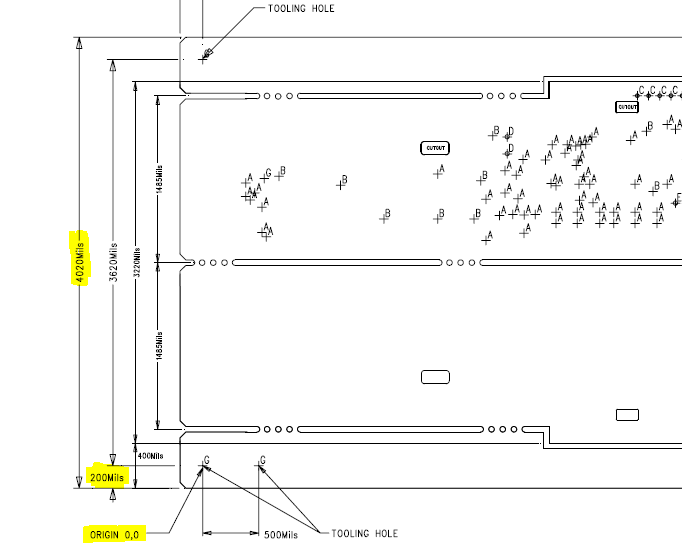 TOOLING HOLE
C C C C
CUTOUT
B D
A B A A
CUTOUT
D A A A A A A
A A A A
A G B
A A A
B A B A A A A A
A A A A A B A
A A A A A E
A B B B A A A A A A A A
A A A A A A
A A A
1485Mils
4020Mils
3620Mils
3220Mils
1485Mils
400Mils
G G
200Mils
ORIGIN 0,0
500Mils
TOOLING HOLE